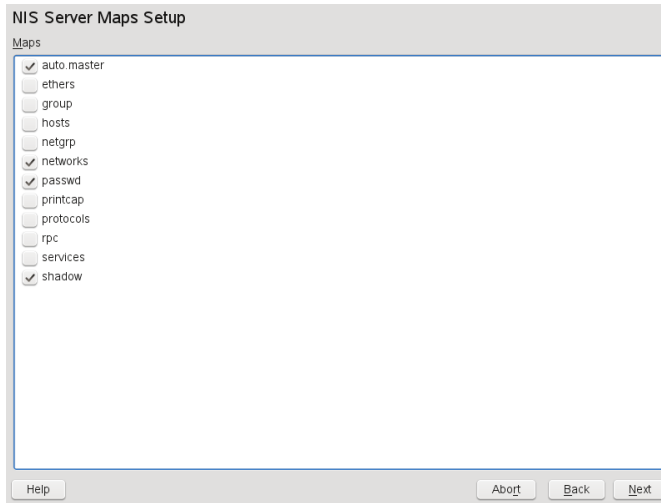 NIS Server Maps Setup
Maps
auto.master
ethers
group
hosts
netgrp
networks
passwd
printcap
protocols
rpc
services
shadow
Help Abort Back Next